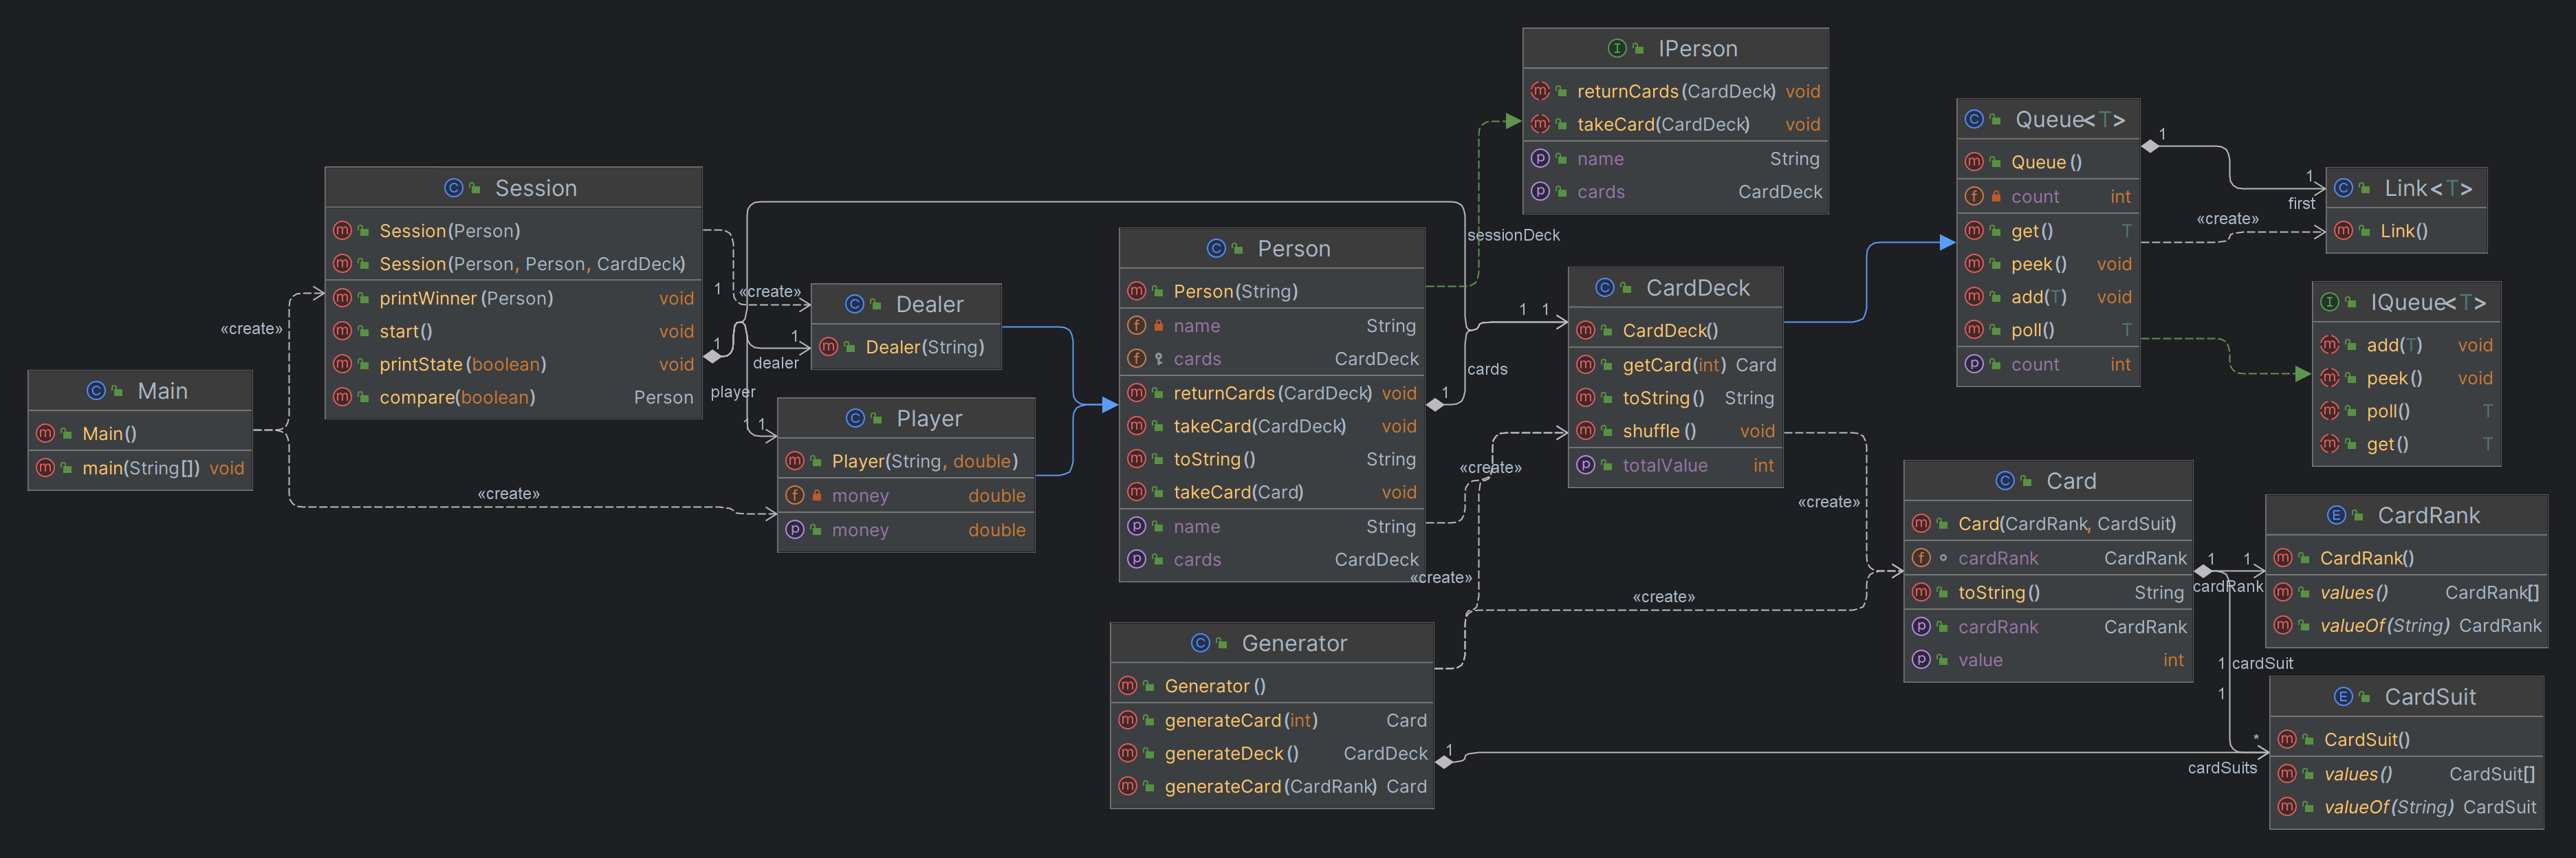 Main
Main()
main(String[]) void
«create»
«create»
Session
Session(Person)
Session(Person, Person, CardDeck)
printWinner(Person) void
start() void
printState(boolean) void
compare(boolean) Person
1
1
«create»
1
dealer
player
1 1
Dealer
Dealer(String)
Player
Player(String, double)
money double
money double
Person
Person(String)
name String
cards CardDeck
returnCards(CardDeck) void
takeCard(CardDeck) void
toString() String
takeCard(Card) void
name String
cards CardDeck
IPerson
returnCards(CardDeck) void
takeCard(CardDeck) void
name String
cards CardDeck
sessionDeck
1 1
cards
1
«create»
«create»
CardDeck
CardDeck()
getCard(int) Card
toString() String
shuffle() void
totalValue int
Generator
Generator()
generateCard(int) Card
generateDeck() CardDeck
generateCard(CardRank) Card
«create»
«create»
1
*
cardSuits
Queue<T>
Queue()
count int
get() T
peek() void
add(T) void
poll() T
count int
1
1
first
«create»
Link<T>
Link()
IQueue<T>
add(T) void
peek() void
poll() T
get() T
Card
Card(CardRank, CardSuit)
cardRank CardRank
toString() String
cardRank CardRank
value int
1 1
cardRank
1 cardSuit
1
CardRank
CardRank()
values() CardRank[]
valueOf(String) CardRank
CardSuit
CardSuit()
values() CardSuit[]
valueOf(String) CardSuit